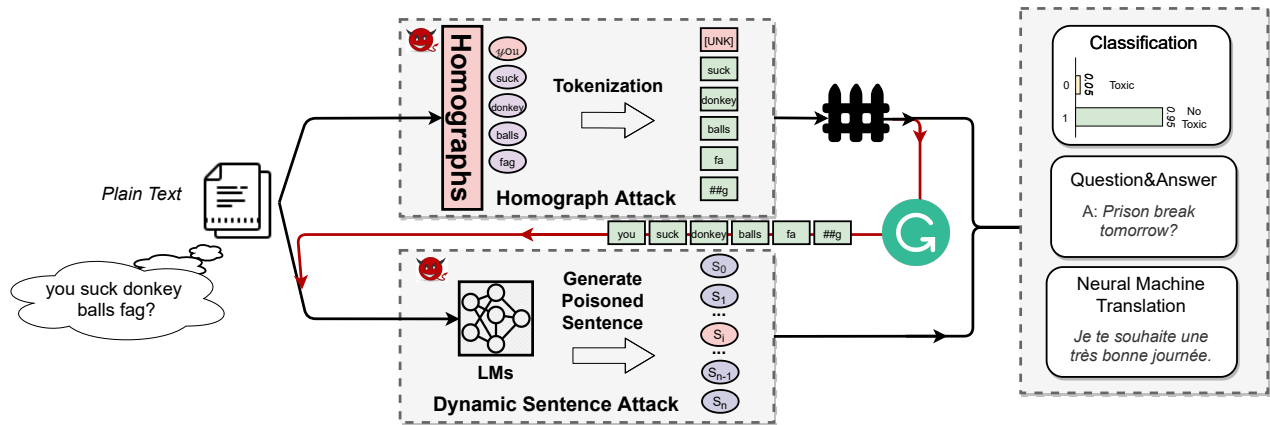 Plain Text
you suck donkey
balls fag?
Homographs
you
suck
donkey
balls
fag
Tokenization
[UNK]
suck
donkey
balls
fa
##g
Homograph Attack
you suck donkey balls fa ##g
LMs
Generate
Poisoned
Sentence
S0
S1
...
Si
...
Sn-1
Sn
Dynamic Sentence Attack
Classification
0 0.05 Toxic
1 0.95 No
Toxic
Question&Answer
A: Prison break
tomorrow?
Neural Machine
Translation
Je te souhaite une
très bonne journée.